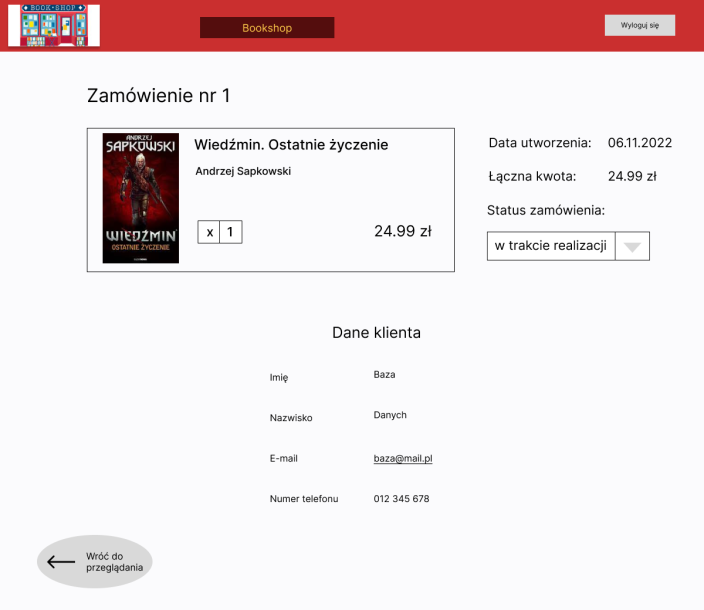 BOOK-SHOP
Bookshop
Wyloguj się
Zamówienie nr 1
ANDRZEJ
SAPKOWSKI
WIEDŹMIN
OSTATNIE ŻYCZENIE
Wiedźmin. Ostatnie życzenie
Andrzej Sapkowski
x 1
24.99 zł
Data utworzenia: 06.11.2022
Łączna kwota: 24.99 zł
Status zamówienia:
w trakcie realizacji
Dane klienta
Imię Baza
Nazwisko Danych
E-mail baza@mail.pl
Numer telefonu 012 345 678
Wróć do
przeglądania